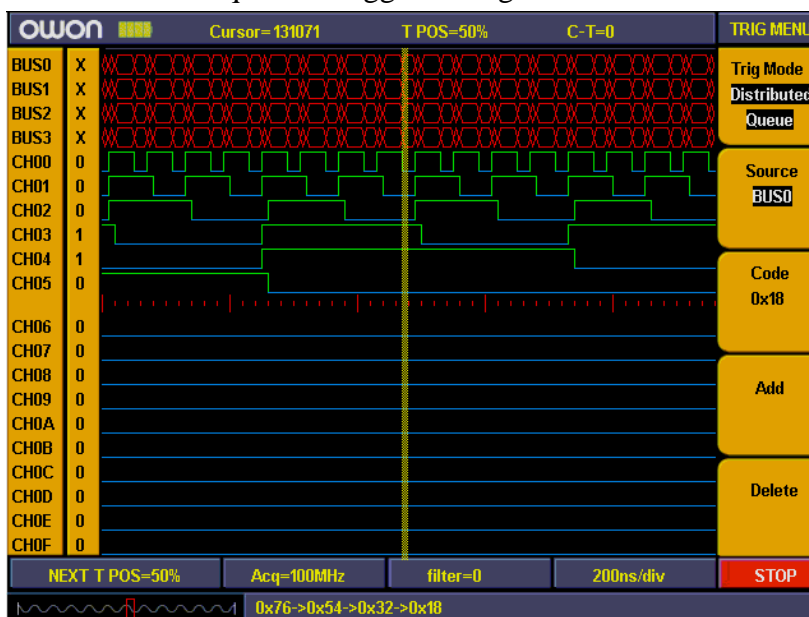 owon Cursor=131071 T POS=50% C-T=0 TRIG MENU
BUS0 X
BUS1 X
BUS2 X
BUS3 X
CH00 0
CH01 0
CH02 0
CH03 1
CH04 1
CH05 0
CH06 0
CH07 0
CH08 0
CH09 0
CH0A 0
CH0B 0
CH0C 0
CH0D 0
CH0E 0
CH0F 0
Trig Mode
Distributed
Queue
Source
BUS0
Code
0x18
Add
Delete
NEXT T POS=50% Acq=100MHz filter=0 200ns/div STOP
0x76->0x54->0x32->0x18